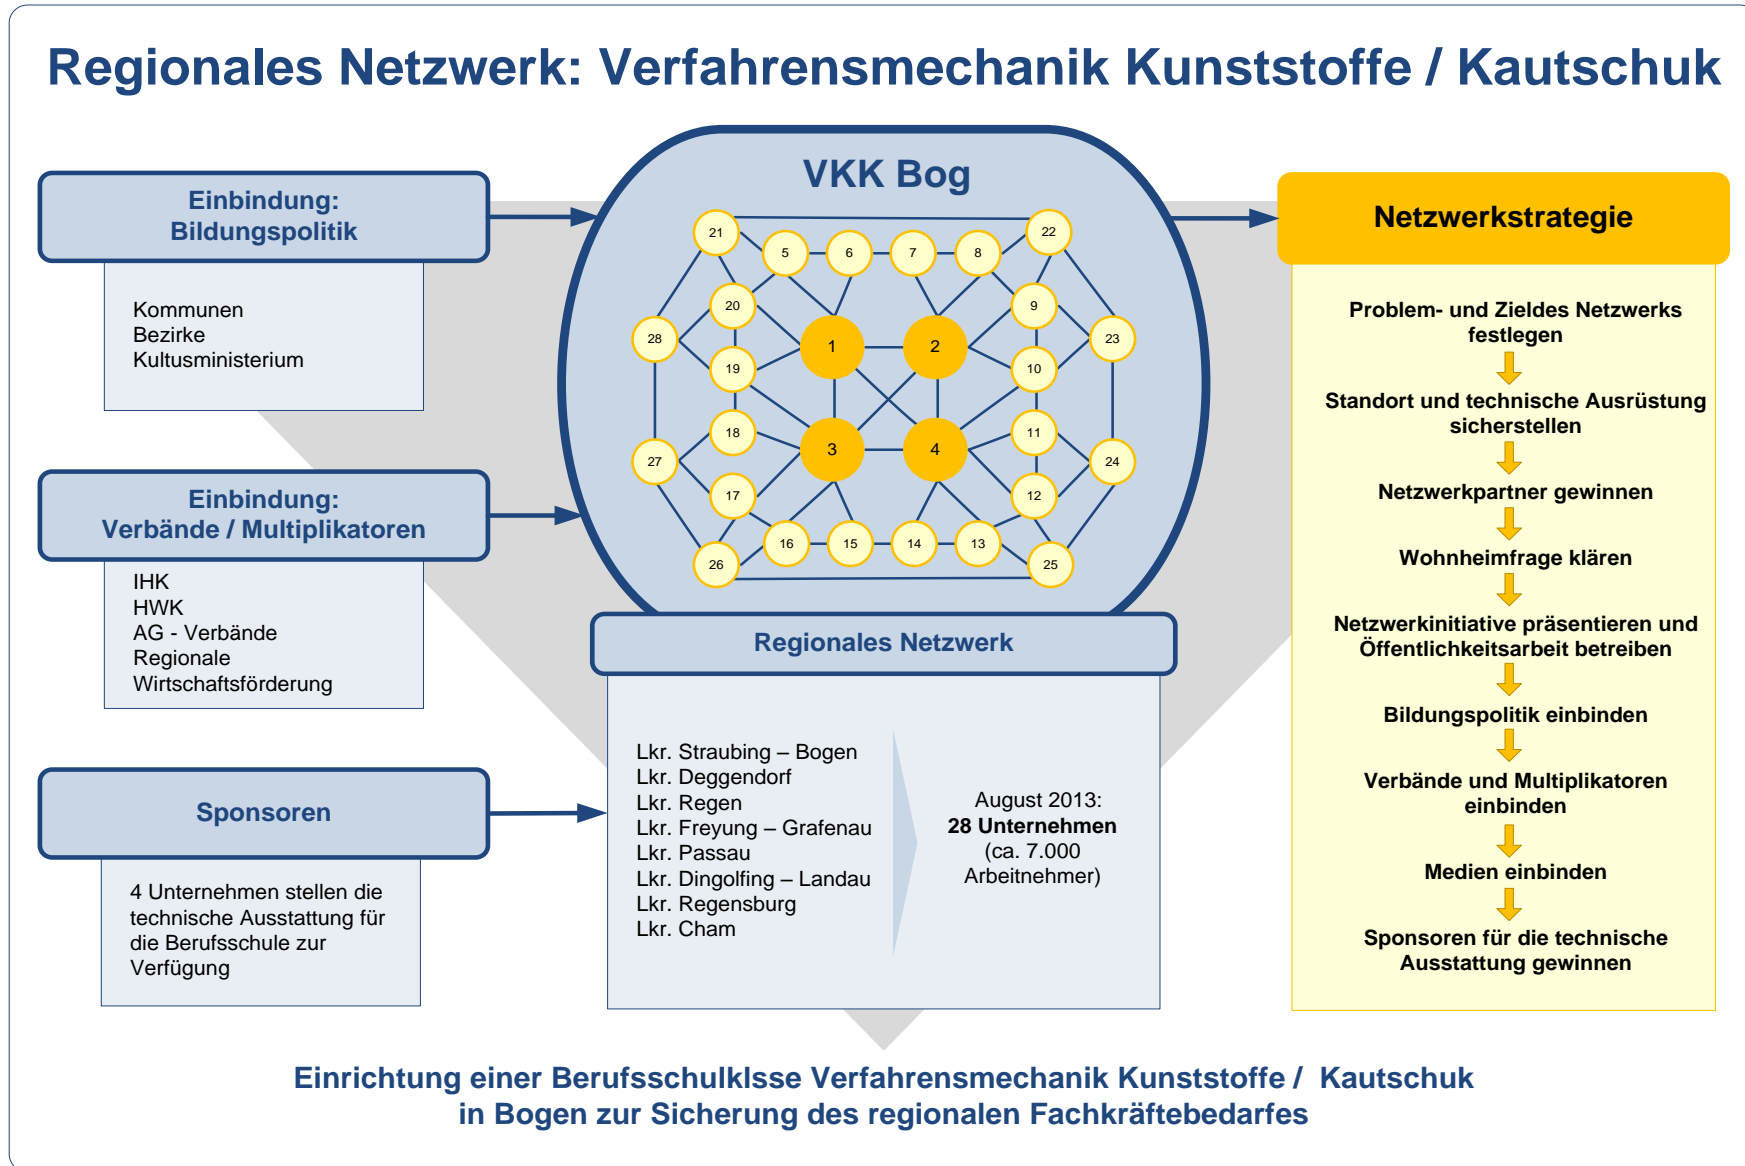 Regionales Netzwerk: Verfahrensmechanik Kunststoffe / Kautschuk
Einbindung:
Bildungspolitik
Kommunen
Bezirke
Kultusministerium
Einbindung:
Verbände / Multiplikatoren
IHK
HWK
AG - Verbände
Regionale
Wirtschaftsförderung
Sponsoren
4 Unternehmen stellen die
technische Ausstattung für
die Berufsschule zur
Verfügung
VKK Bog
21
22
5
6
7
8
20
9
28
1
2
23
19
10
18
3
4
11
27
24
17
12
16
15
14
13
26
25
Regionales Netzwerk
Lkr. Straubing – Bogen
Lkr. Deggendorf
Lkr. Regen
Lkr. Freyung – Grafenau
Lkr. Passau
Lkr. Dingolfing – Landau
Lkr. Regensburg
Lkr. Cham
August 2013:
28 Unternehmen
(ca. 7.000
Arbeitnehmer)
Netzwerkstrategie
Problem- und Zieldes Netzwerks
festlegen
Standort und technische Ausrüstung
sicherstellen
Netzwerkpartner gewinnen
Wohnheimfrage klären
Netzwerkinitiative präsentieren und
Öffentlichkeitsarbeit betreiben
Bildungspolitik einbinden
Verbände und Multiplikatoren
einbinden
Medien einbinden
Sponsoren für die technische
Ausstattung gewinnen
Einrichtung einer Berufsschulklsse Verfahrensmechanik Kunststoffe / Kautschuk
in Bogen zur Sicherung des regionalen Fachkräftebedarfes